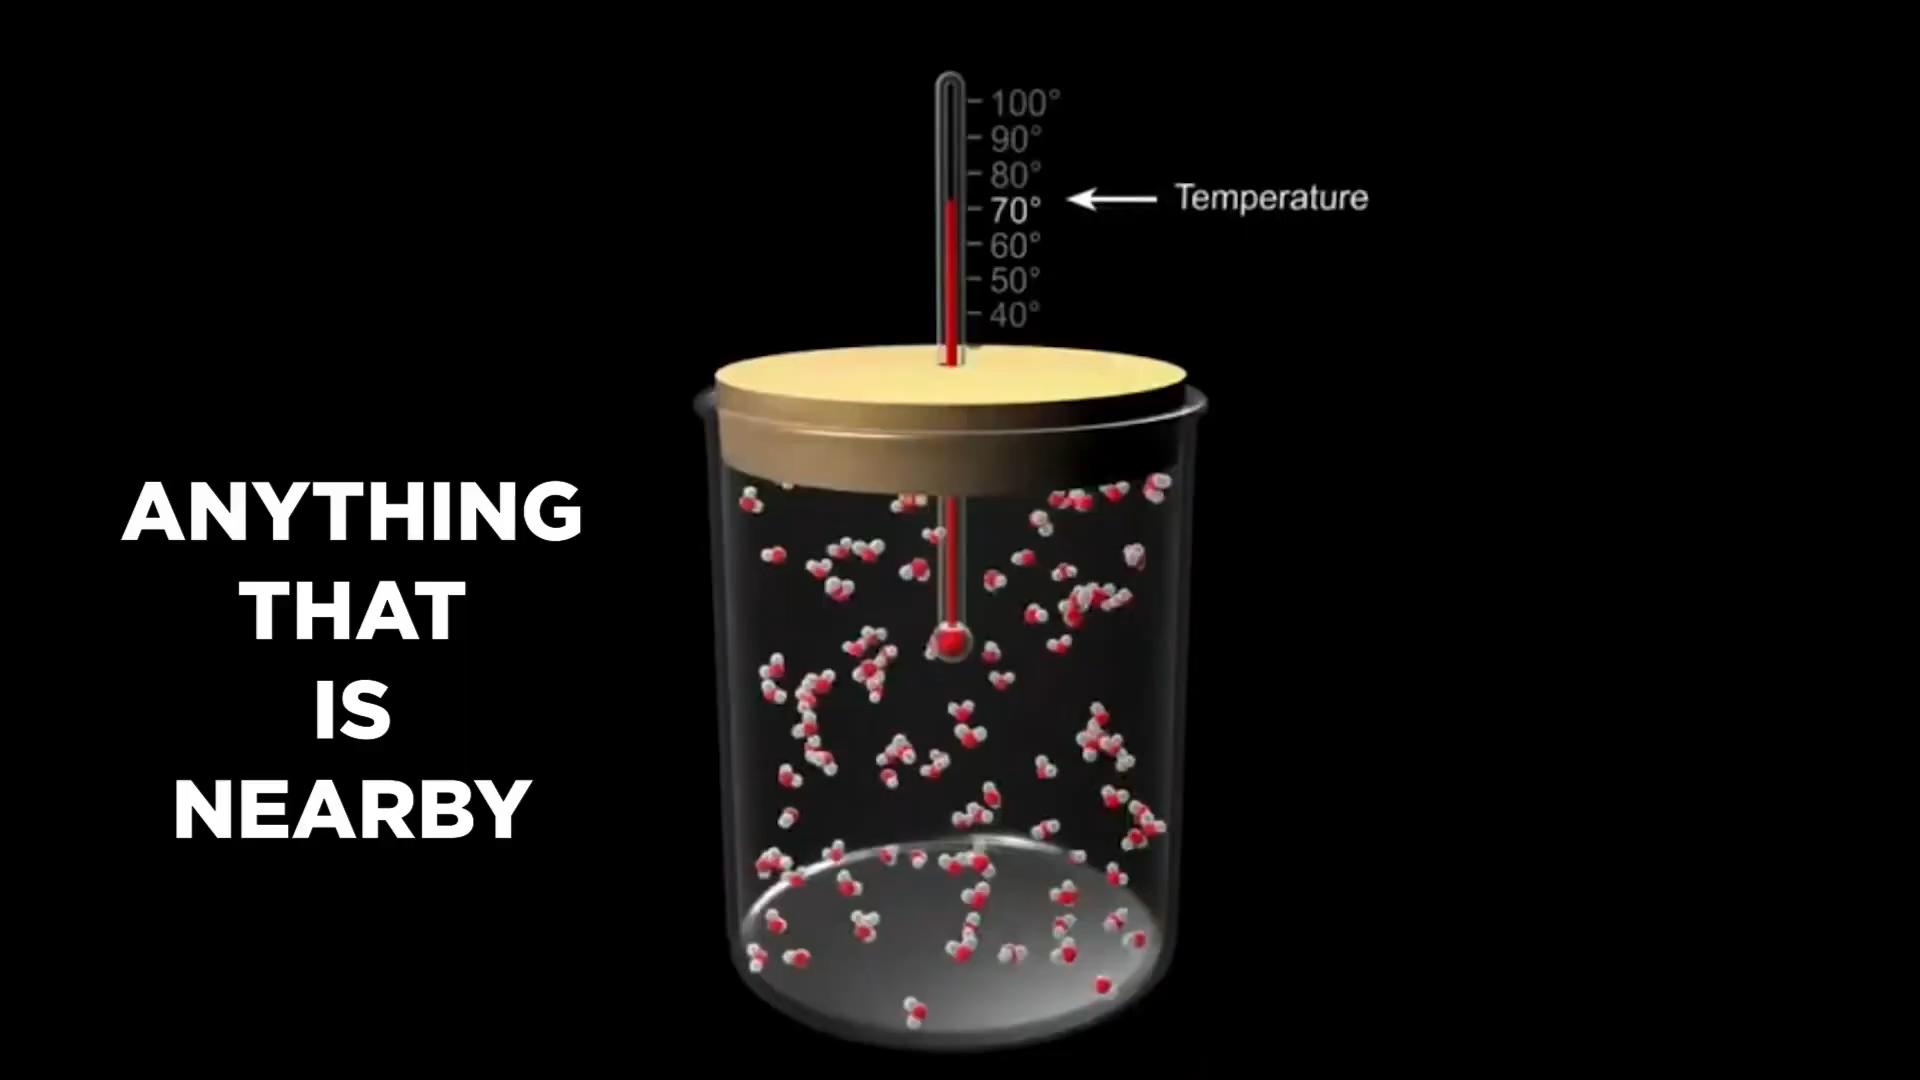 100°
90°
80°
70°
60°
50°
40°
Temperature
ANYTHING
THAT
IS
NEARBY